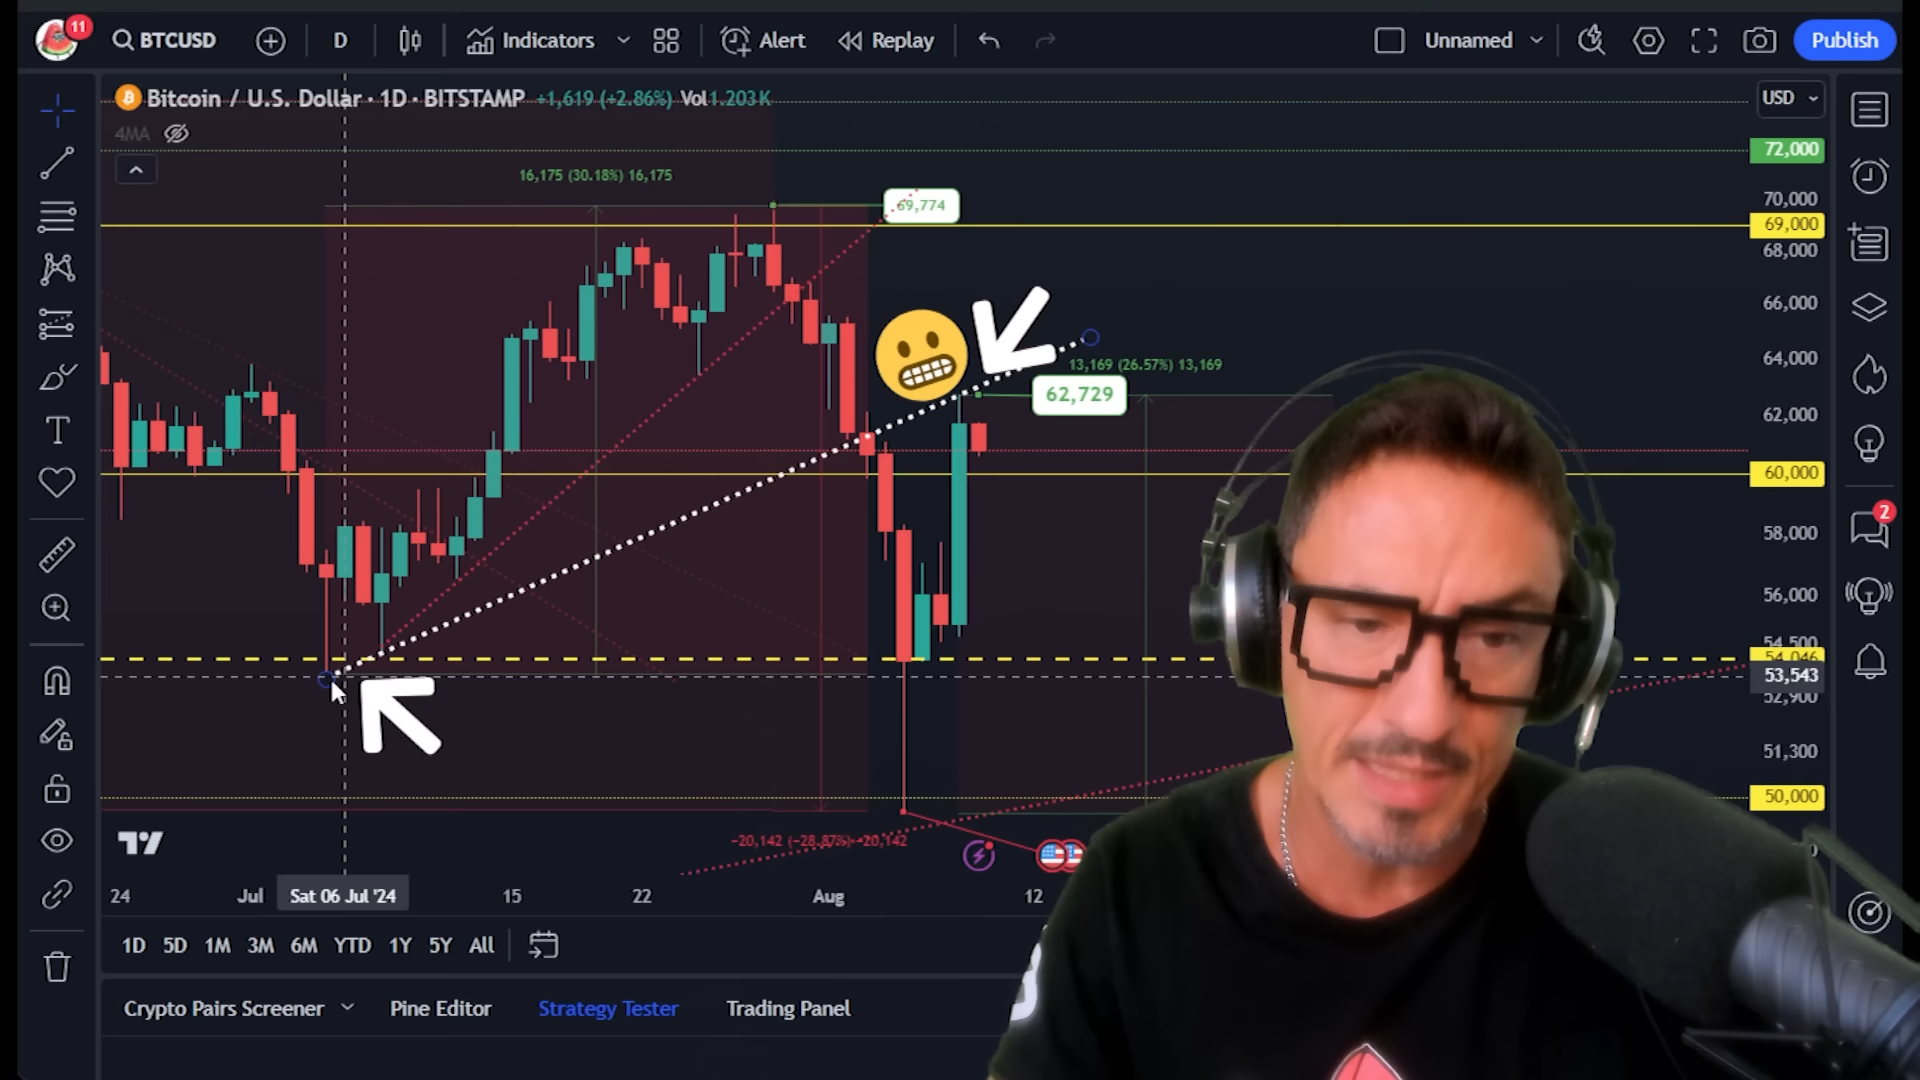 11
BTCUSD
D
Indicators
Alert
Replay
Unnamed
Publish
Bitcoin / U.S. Dollar · 1D · BITSTAMP +1,619 (+2.86%) Vol 1.203K
USD
4MA
72,000
16,175 (30.18%) 16,175
70,000
69,774
69,000
68,000
66,000
64,000
13,169 (26.57%) 13,169
62,729
62,000
60,000
2
58,000
56,000
54,500
54,046
53,543
52,900
51,300
50,000
−20,142 (−28.87%) −20,142
24
Jul
Sat 06 Jul '24
15
22
Aug
12
1D 5D 1M 3M 6M YTD 1Y 5Y All
Crypto Pairs Screener
Pine Editor
Strategy Tester
Trading Panel